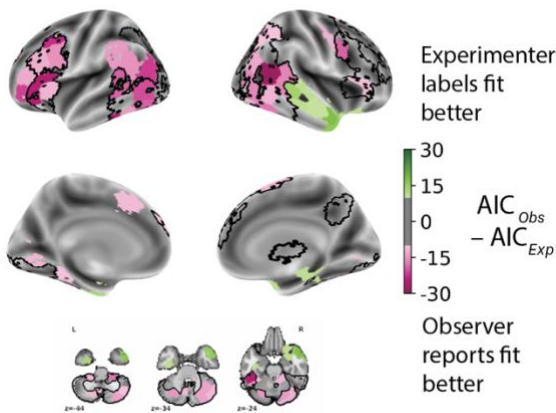 Experimenter
labels fit
better
30
15
0
-15
-30
AIC Obs
– AIC Exp
Observer
reports fit
better
L
R
z=-44
z=-34
z=-24